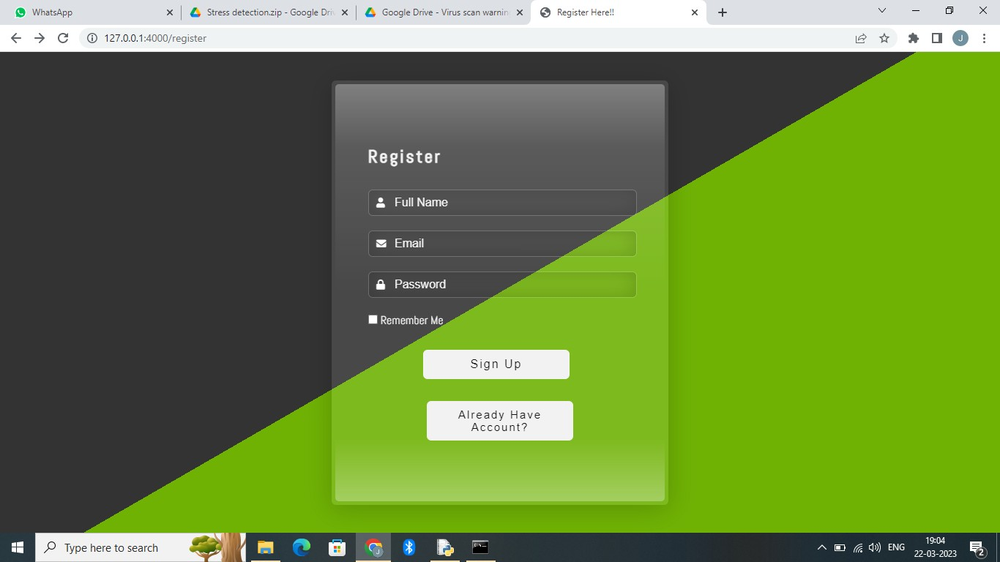 WhatsApp
Stress detection.zip - Google Dri
Google Drive - Virus scan warnin
Register Here!!
127.0.0.1:4000/register
J
Register
Full Name
Email
Password
Remember Me
Sign Up
Already Have
Account?
Type here to search
J
ENG
19:04
22-03-2023
2